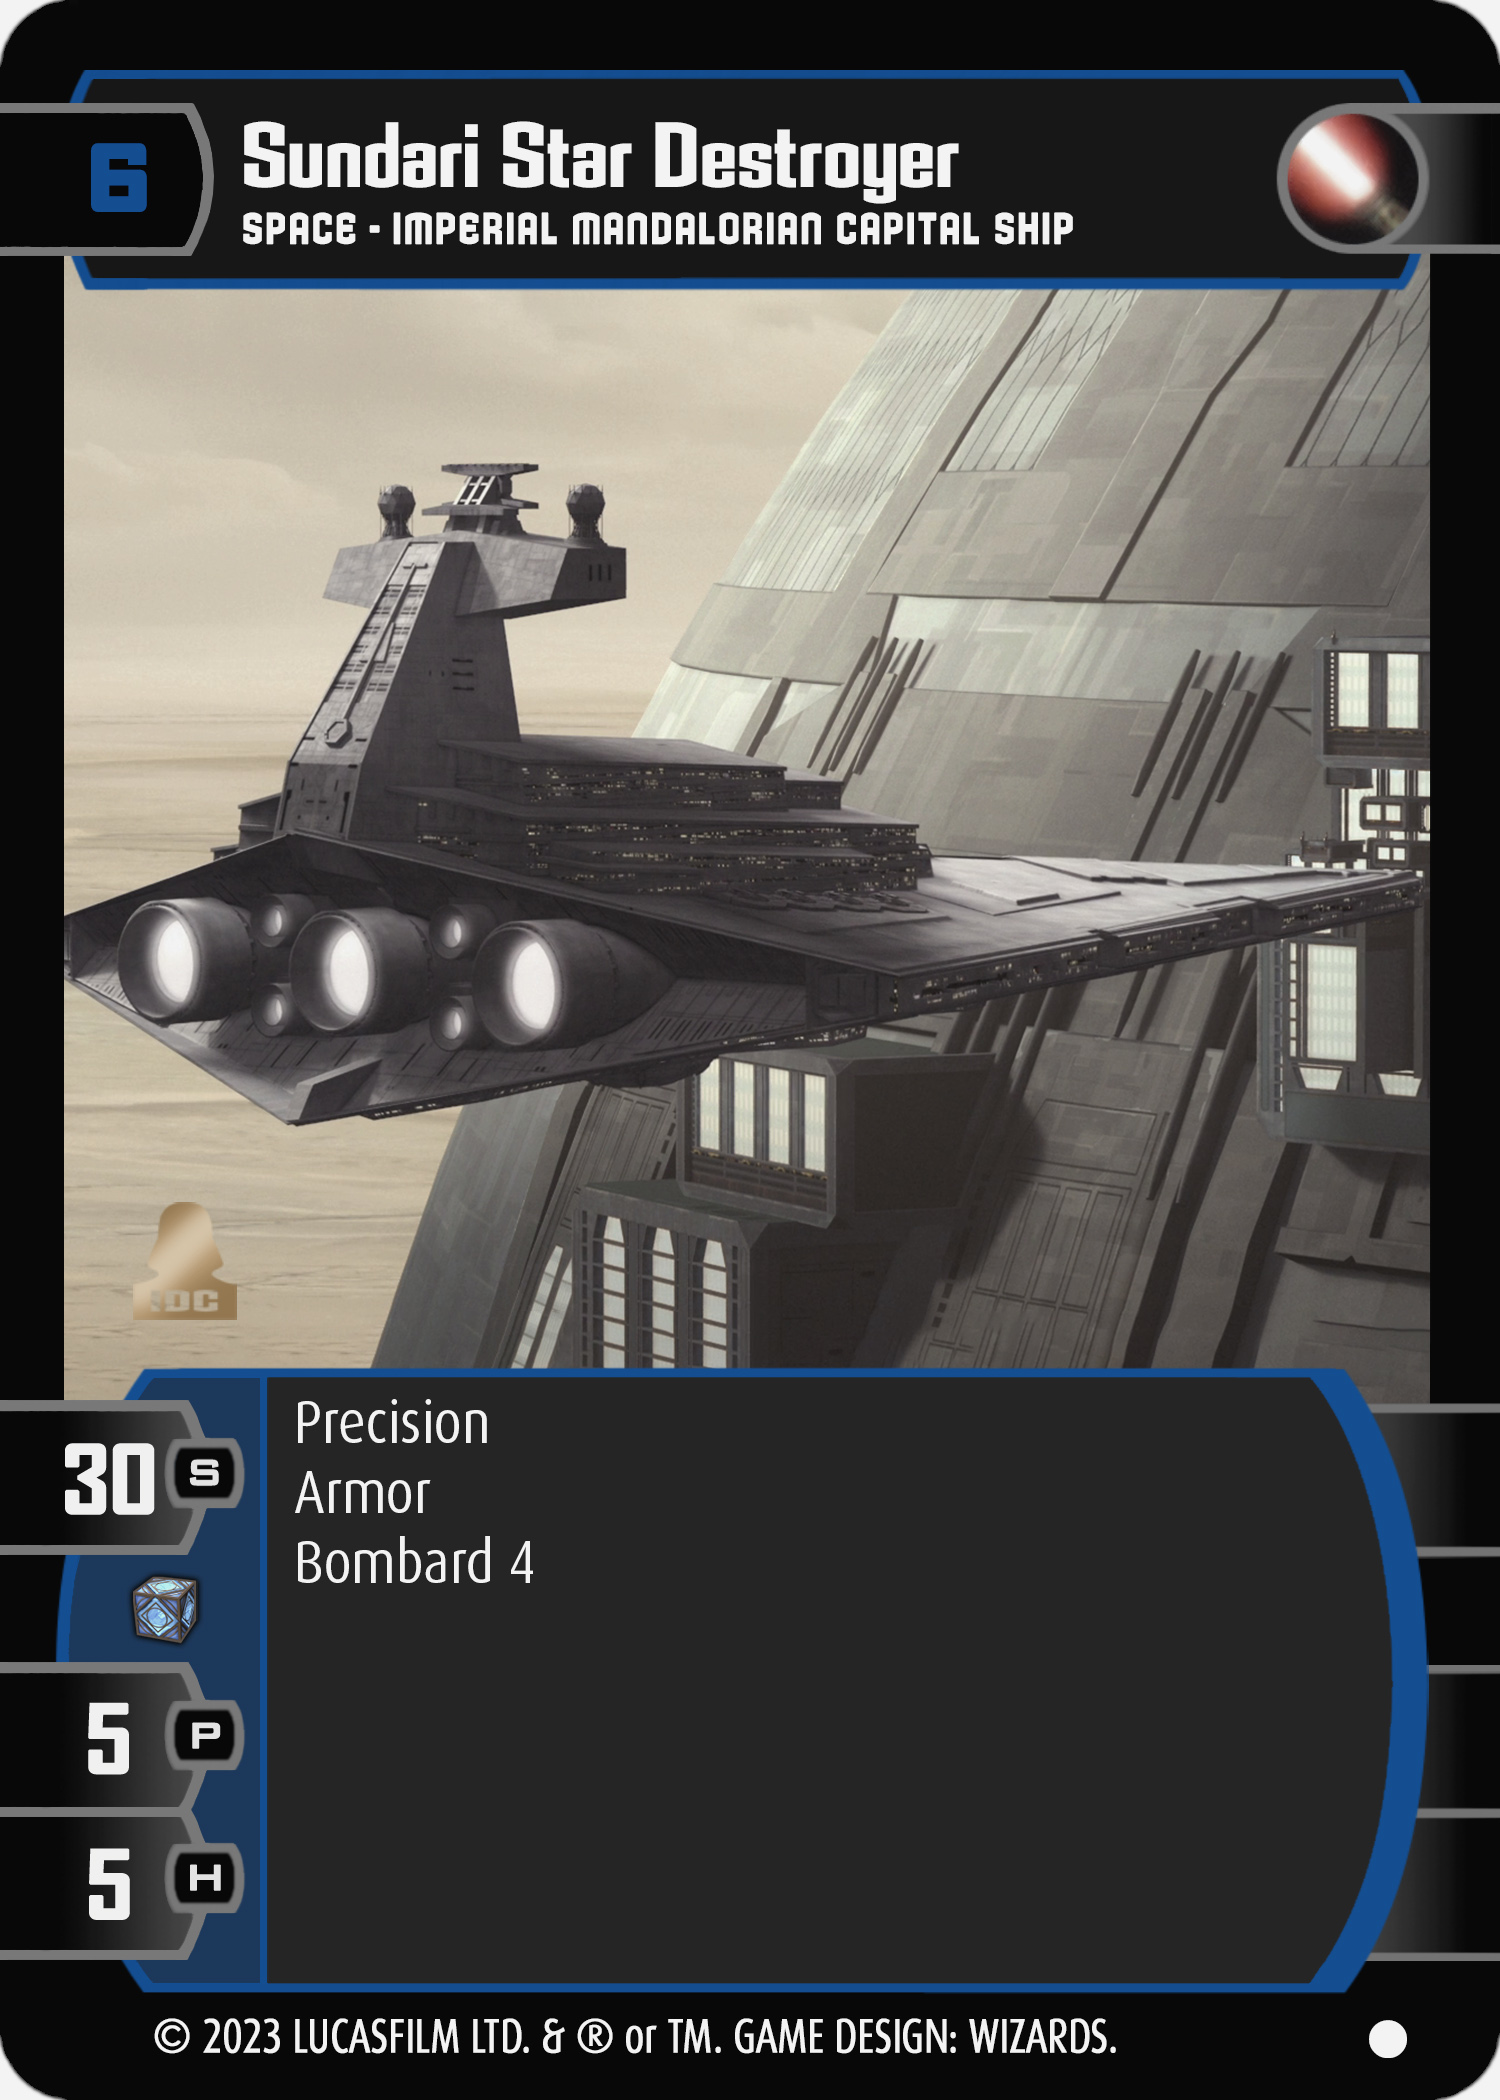 6
Sundari Star Destroyer
SPACE - IMPERIAL MANDALORIAN CAPITAL SHIP
IDC
30 S
Precision
Armor
Bombard 4
5 P
5 H
© 2023 LUCASFILM LTD. & ® or TM. GAME DESIGN: WIZARDS.